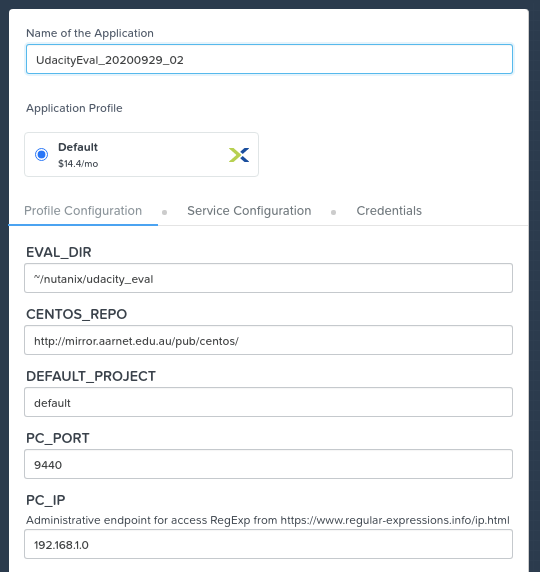 Name of the Application
UdacityEval_20200929_02
Application Profile
Default
$14.4/mo
Profile Configuration Service Configuration Credentials
EVAL_DIR
~/nutanix/udacity_eval
CENTOS_REPO
http://mirror.aarnet.edu.au/pub/centos/
DEFAULT_PROJECT
default
PC_PORT
9440
PC_IP
Administrative endpoint for access RegExp from https://www.regular-expressions.info/ip.html
192.168.1.0